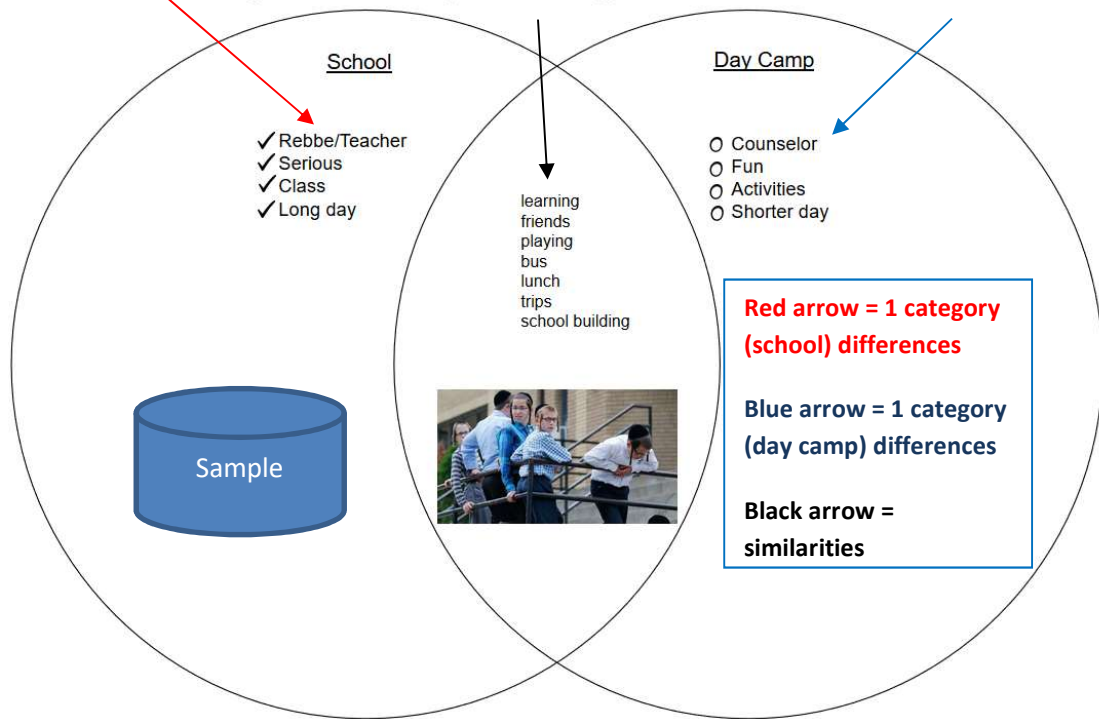 School
Day Camp
Rebbe/Teacher
Serious
Class
Long day
learning
friends
playing
bus
lunch
trips
school building
Counselor
Fun
Activities
Shorter day
Sample
Red arrow = 1 category
(school) differences
Blue arrow = 1 category
(day camp) differences
Black arrow =
similarities